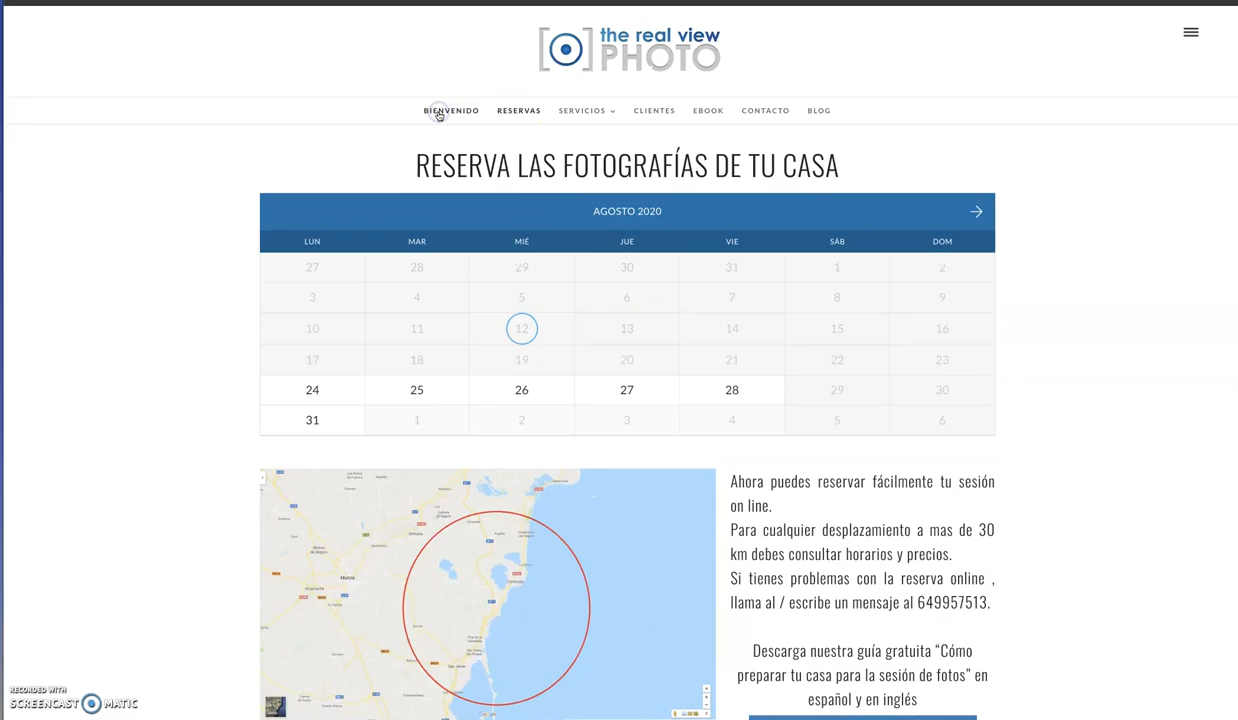 the real view
PHOTO
BIENVENIDO RESERVAS SERVICIOS CLIENTES EBOOK CONTACTO BLOG
RESERVA LAS FOTOGRAFÍAS DE TU CASA
AGOSTO 2020
LUN MAR MIÉ JUE VIE SÁB DOM
27 28 29 30 31 1 2
3 4 5 6 7 8 9
10 11 12 13 14 15 16
17 18 19 20 21 22 23
24 25 26 27 28 29 30
31 1 2 3 4 5 6
Murcia
Ahora puedes reservar fácilmente tu sesión
on line.
Para cualquier desplazamiento a mas de 30
km debes consultar horarios y precios.
Si tienes problemas con la reserva online ,
llama al / escribe un mensaje al 649957513.
Descarga nuestra guía gratuita “Cómo
preparar tu casa para la sesión de fotos” en
español y en inglés
RECORDED WITH
SCREENCAST MATIC